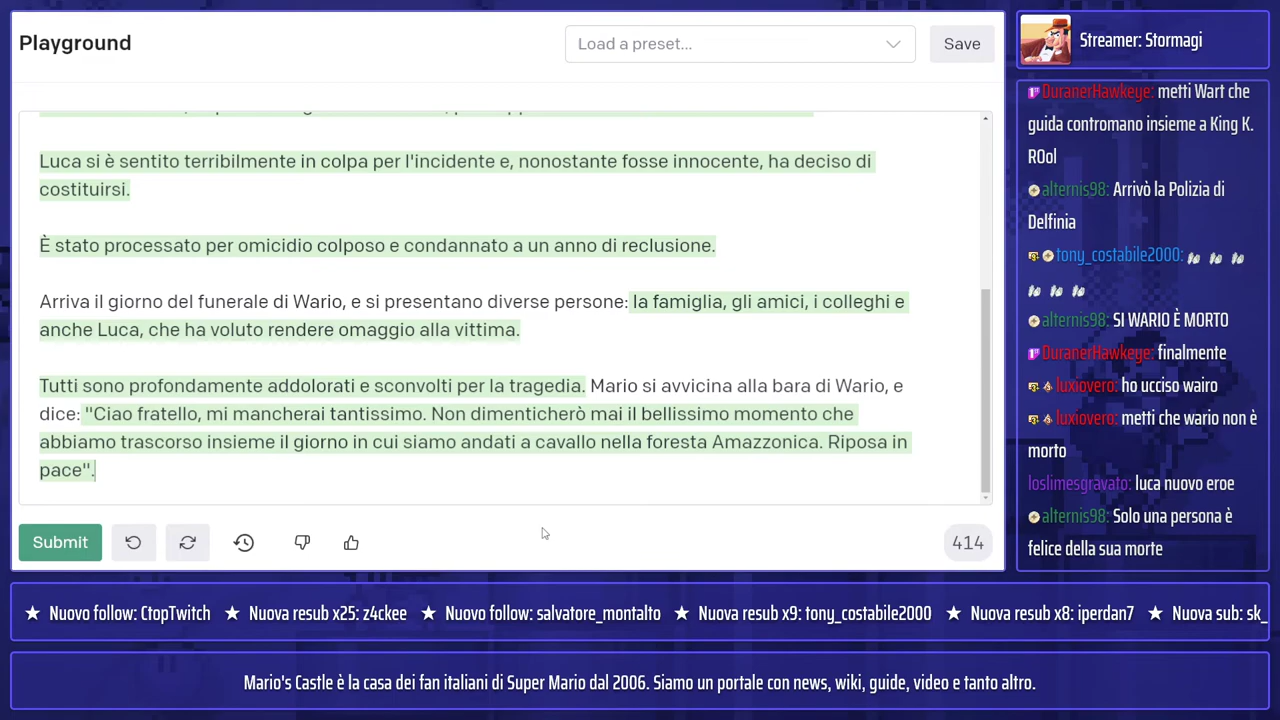 Playground
Load a preset...
Save
Luca si è sentito terribilmente in colpa per l'incidente e, nonostante fosse innocente, ha deciso di
costituirsi.
È stato processato per omicidio colposo e condannato a un anno di reclusione.
Arriva il giorno del funerale di Wario, e si presentano diverse persone: la famiglia, gli amici, i colleghi e
anche Luca, che ha voluto rendere omaggio alla vittima.
Tutti sono profondamente addolorati e sconvolti per la tragedia. Mario si avvicina alla bara di Wario, e
dice: "Ciao fratello, mi mancherai tantissimo. Non dimenticherò mai il bellissimo momento che
abbiamo trascorso insieme il giorno in cui siamo andati a cavallo nella foresta Amazzonica. Riposa in
pace".
Submit
414
Streamer: Stormagi
DuranerHawkeye: metti Wart che
guida contromano insieme a King K.
ROol
alternis98: Arrivò la Polizia di
Delfinia
tony_costabile2000:
alternis98: SI WARIO È MORTO
DuranerHawkeye: finalmente
luxiovero: ho ucciso wairo
luxiovero: metti che wario non è
morto
loslimesgravato: luca nuovo eroe
alternis98: Solo una persona è
felice della sua morte
★ Nuovo follow: CtopTwitch ★ Nuova resub x25: z4ckee ★ Nuovo follow: salvatore_montalto ★ Nuova resub x9: tony_costabile2000 ★ Nuova resub x8: iperdan7 ★ Nuova sub: sk_
Mario's Castle è la casa dei fan italiani di Super Mario dal 2006. Siamo un portale con news, wiki, guide, video e tanto altro.